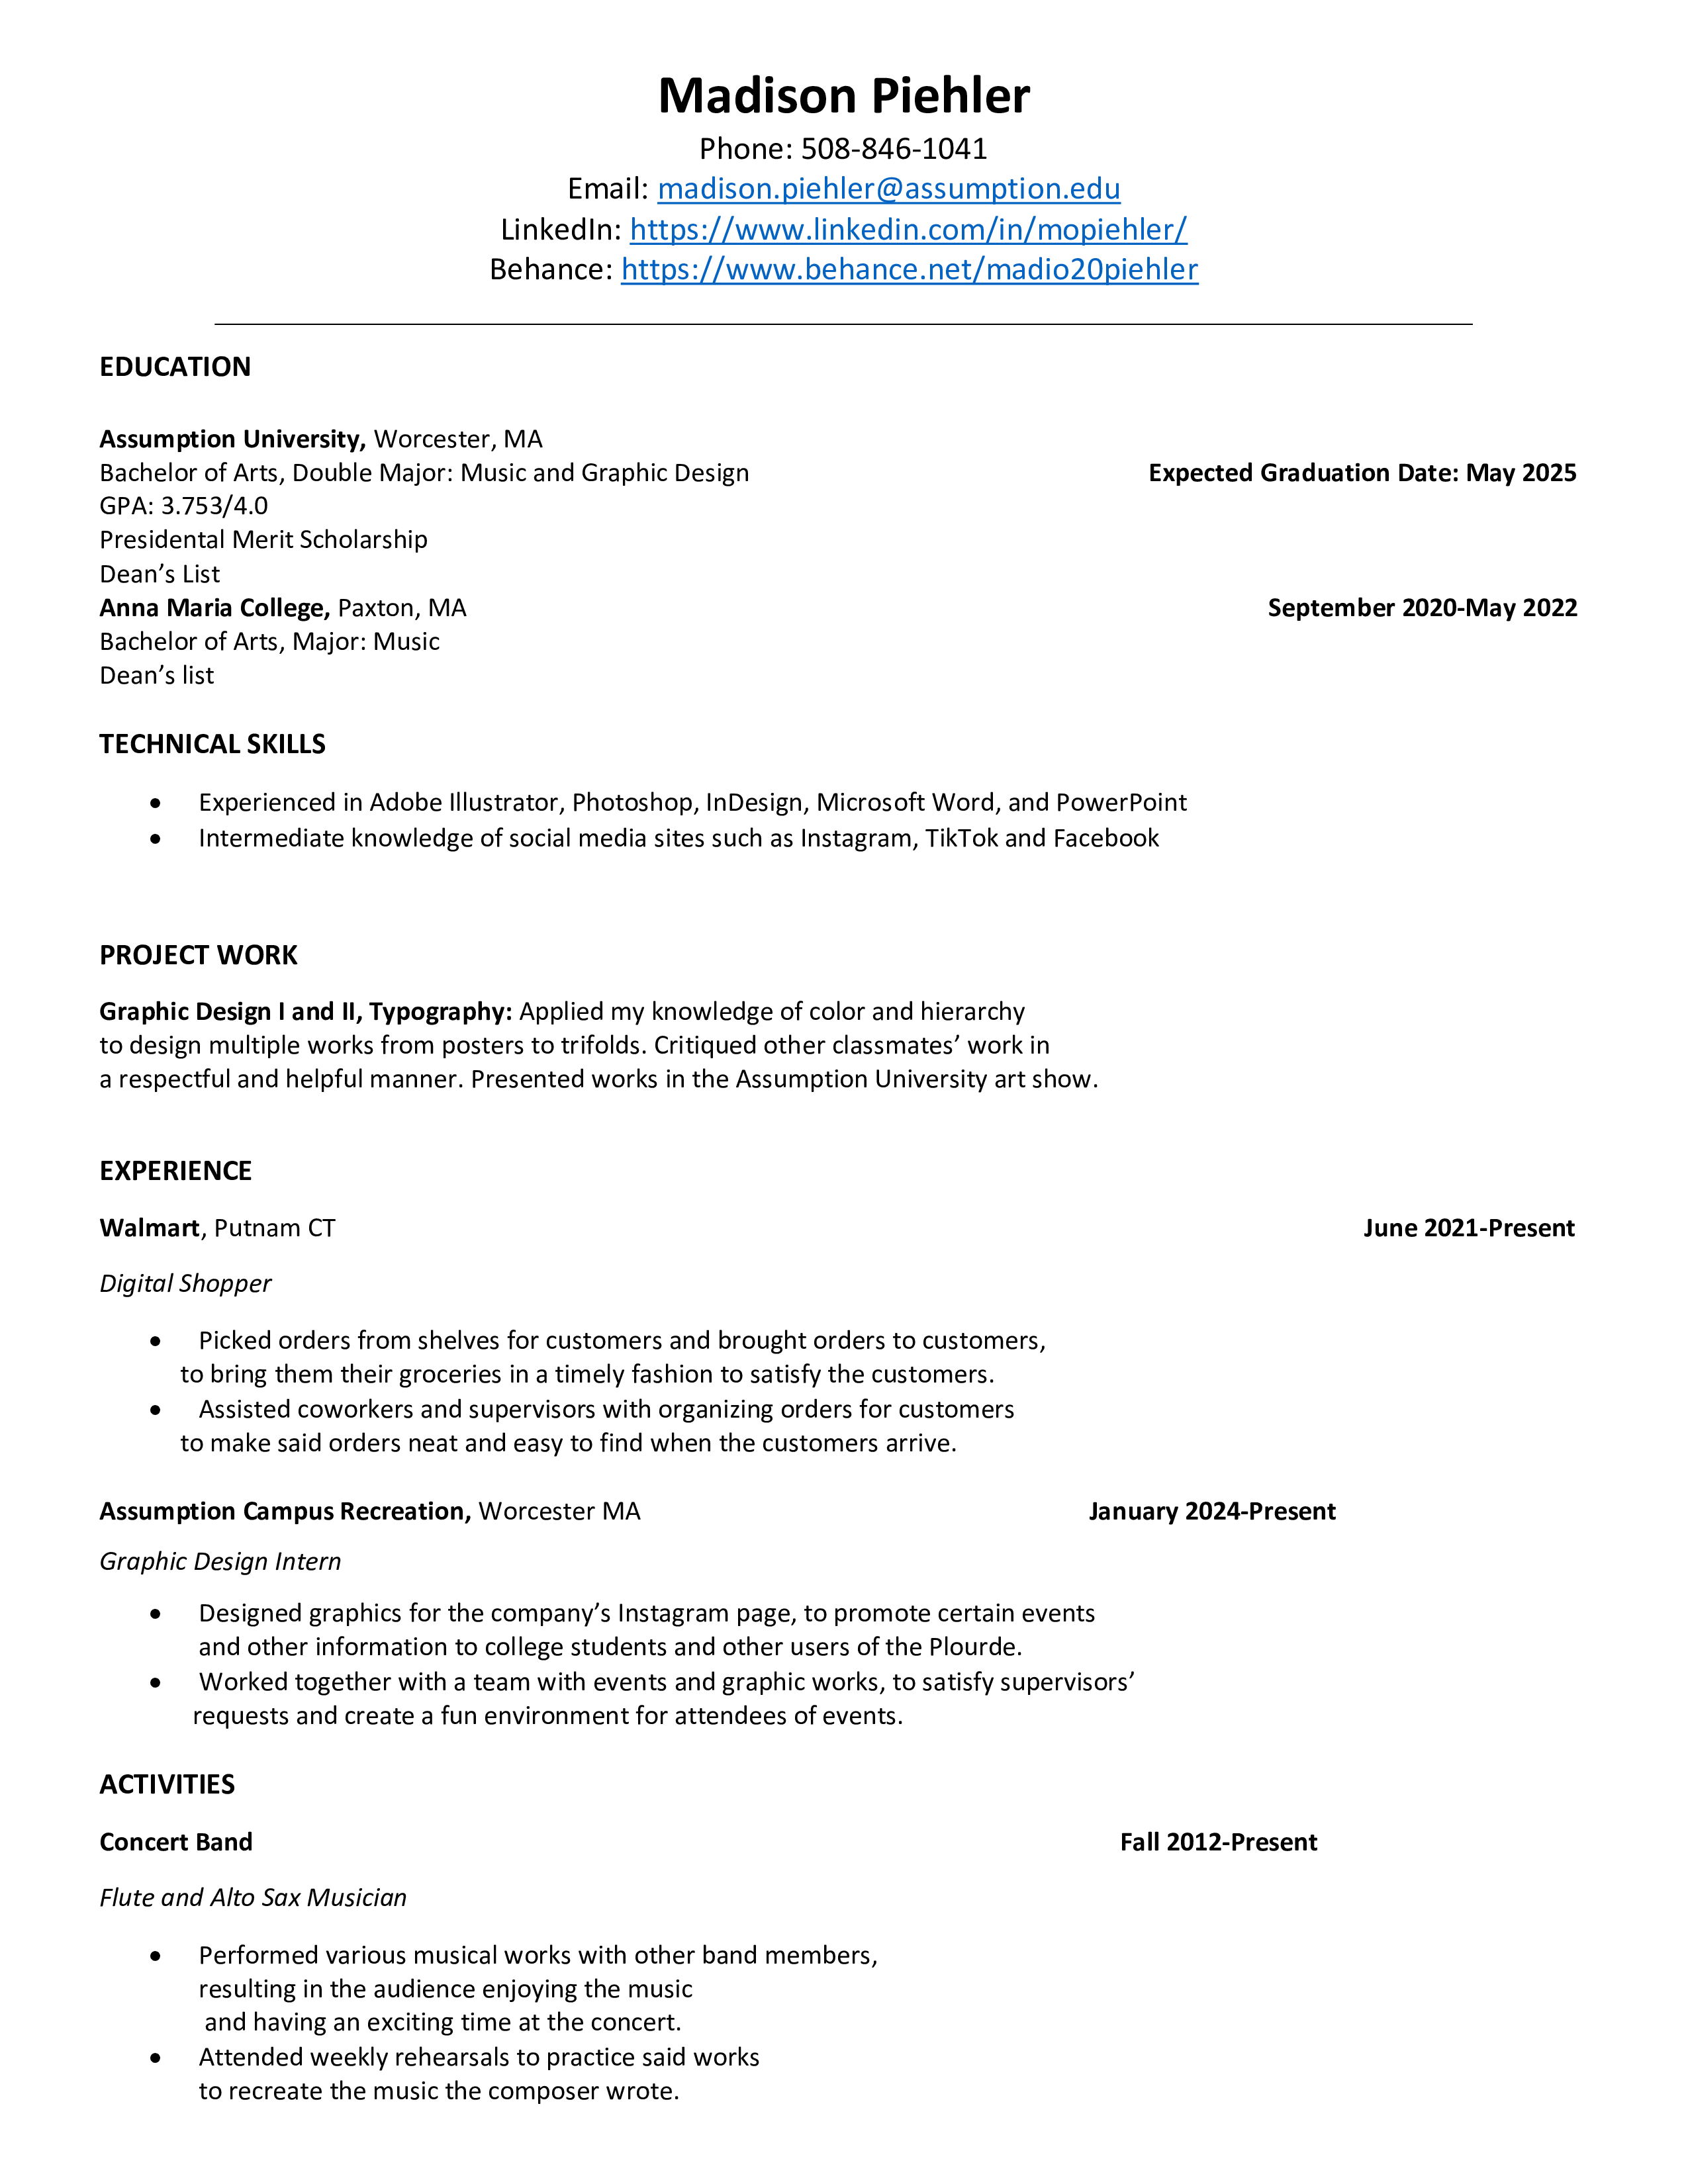 Madison Piehler
Phone: 508-846-1041
Email: madison.piehler@assumption.edu
LinkedIn: https://www.linkedin.com/in/mopiehler/
Behance: https://www.behance.net/madio20piehler
EDUCATION
Assumption University, Worcester, MA
Bachelor of Arts, Double Major: Music and Graphic Design Expected Graduation Date: May 2025
GPA: 3.753/4.0
Presidental Merit Scholarship
Dean’s List
Anna Maria College, Paxton, MA September 2020-May 2022
Bachelor of Arts, Major: Music
Dean’s list
TECHNICAL SKILLS
• Experienced in Adobe Illustrator, Photoshop, InDesign, Microsoft Word, and PowerPoint
• Intermediate knowledge of social media sites such as Instagram, TikTok and Facebook
PROJECT WORK
Graphic Design I and II, Typography: Applied my knowledge of color and hierarchy
to design multiple works from posters to trifolds. Critiqued other classmates’ work in
a respectful and helpful manner. Presented works in the Assumption University art show.
EXPERIENCE
Walmart, Putnam CT June 2021-Present
Digital Shopper
• Picked orders from shelves for customers and brought orders to customers,
to bring them their groceries in a timely fashion to satisfy the customers.
• Assisted coworkers and supervisors with organizing orders for customers
to make said orders neat and easy to find when the customers arrive.
Assumption Campus Recreation, Worcester MA January 2024-Present
Graphic Design Intern
• Designed graphics for the company’s Instagram page, to promote certain events
and other information to college students and other users of the Plourde.
• Worked together with a team with events and graphic works, to satisfy supervisors’
requests and create a fun environment for attendees of events.
ACTIVITIES
Concert Band Fall 2012-Present
Flute and Alto Sax Musician
• Performed various musical works with other band members,
resulting in the audience enjoying the music
and having an exciting time at the concert.
• Attended weekly rehearsals to practice said works
to recreate the music the composer wrote.